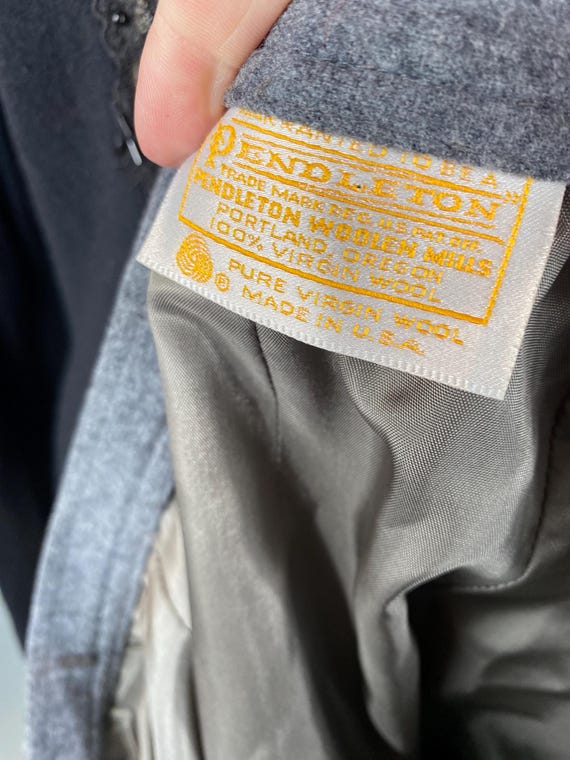 WARRANTED TO BE A
"PENDLETON"
TRADE MARK REG. U.S. PAT. OFF.
PENDLETON WOOLEN MILLS
PORTLAND, OREGON
100% VIRGIN WOOL
PURE VIRGIN WOOL
® MADE IN U.S.A.